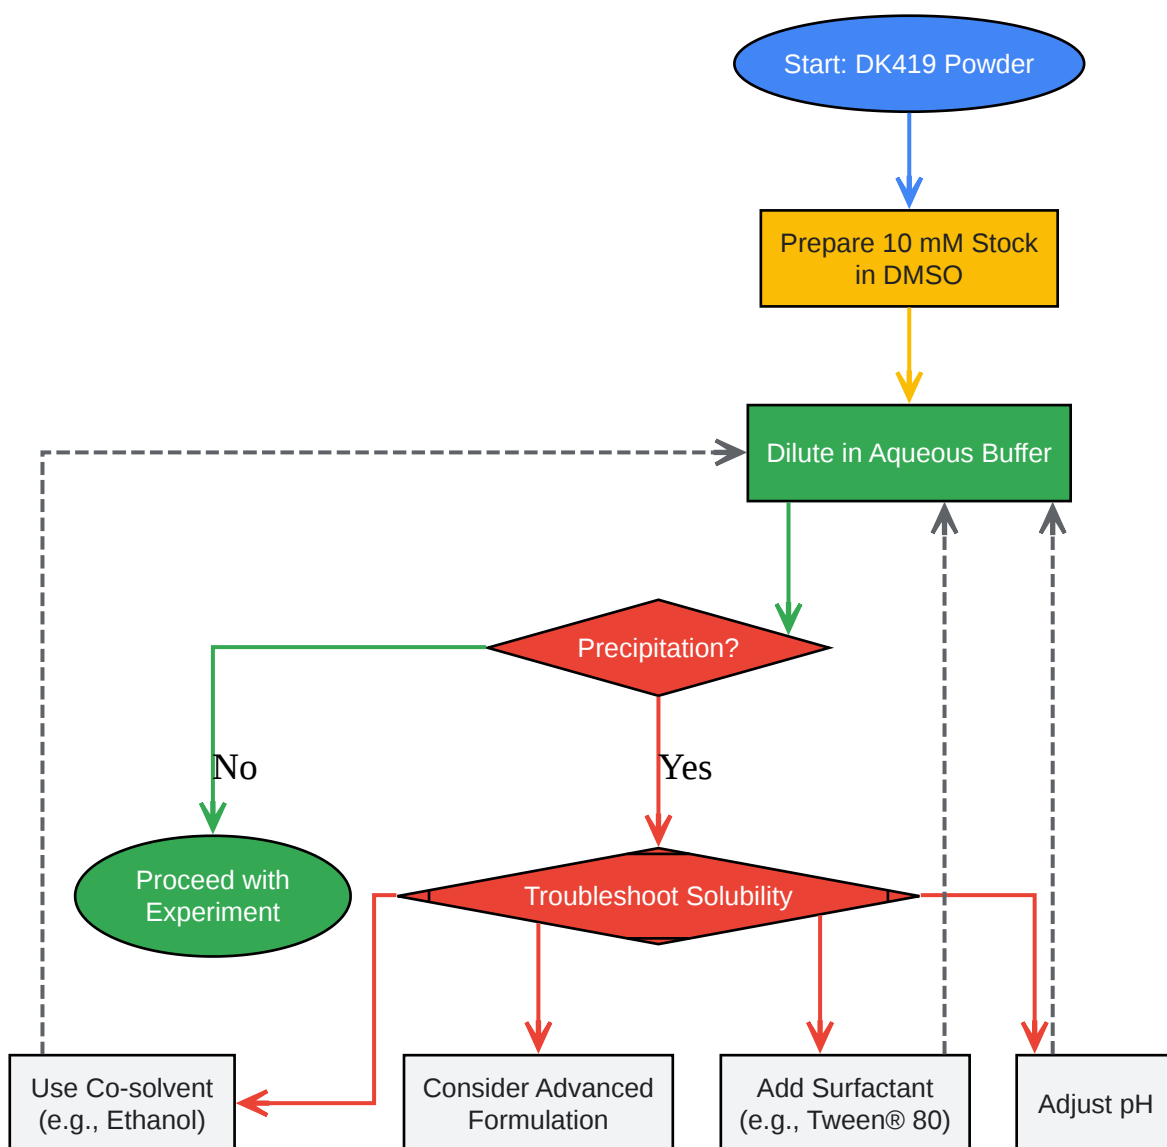 Start: DK419 Powder
Prepare 10 mM Stock
in DMSO
Dilute in Aqueous Buffer
Precipitation?
No
Yes
Proceed with
Experiment
Troubleshoot Solubility
Use Co-solvent
(e.g., Ethanol)
Consider Advanced
Formulation
Add Surfactant
(e.g., Tween® 80)
Adjust pH